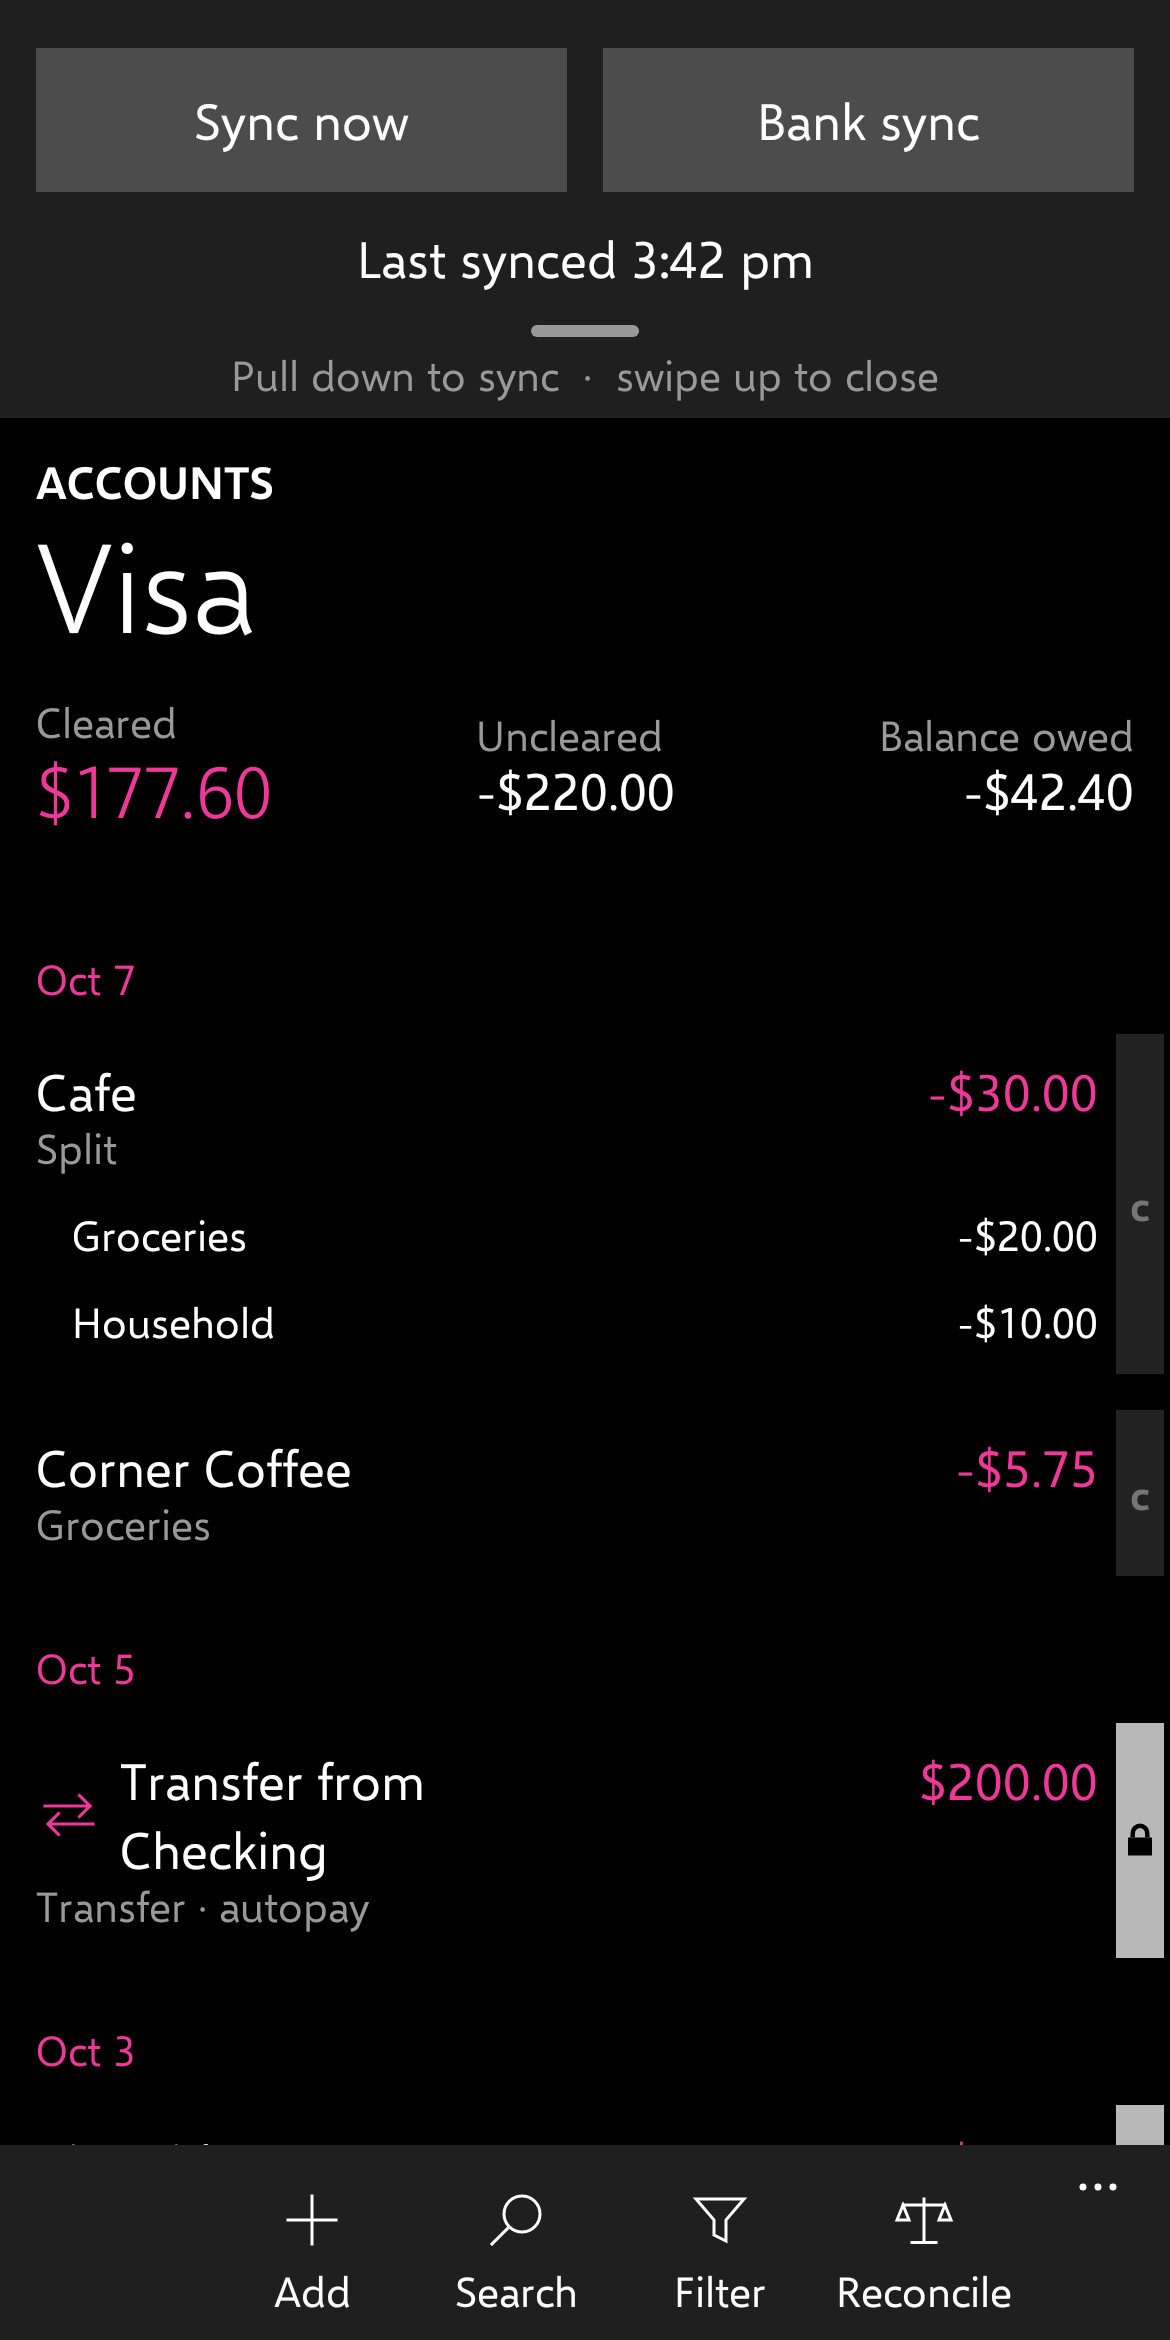 Sync now
Bank sync
Last synced 3:42 pm
Pull down to sync · swipe up to close
ACCOUNTS
Visa
Cleared
$177.60
Uncleared
-$220.00
Balance owed
-$42.40
Oct 7
Cafe
-$30.00
Split
Groceries
-$20.00
Household
-$10.00
C
Corner Coffee
-$5.75
Groceries
C
Oct 5
Transfer from
Checking
$200.00
Transfer · autopay
Oct 3
Add
Search
Filter
Reconcile